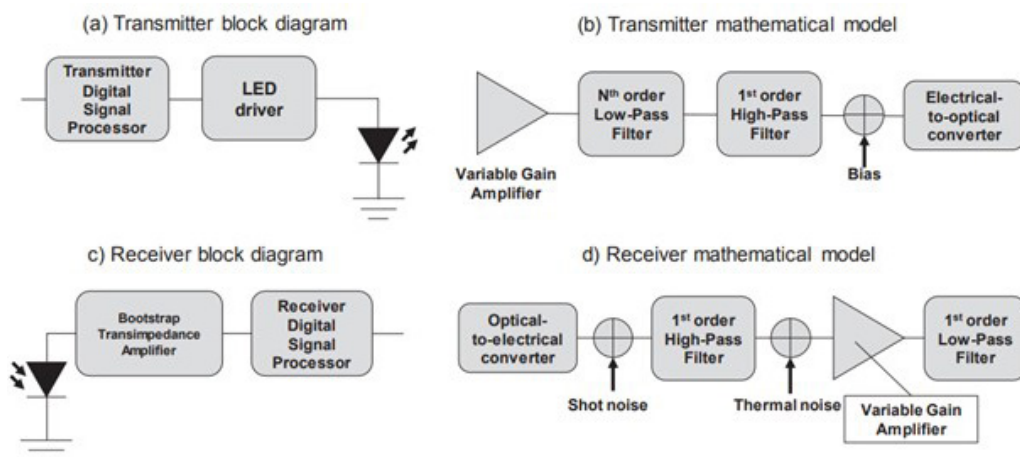 (a) Transmitter block diagram
Transmitter
Digital
Signal
Processor
LED
driver
(b) Transmitter mathematical model
Variable Gain
Amplifier
Nth order
Low-Pass
Filter
1st order
High-Pass
Filter
Bias
Electrical-
to-optical
converter
c) Receiver block diagram
Bootstrap
Transimpedance
Amplifier
Receiver
Digital
Signal
Processor
d) Receiver mathematical model
Optical-
to-electrical
converter
Shot noise
1st order
High-Pass
Filter
Thermal noise
Variable Gain
Amplifier
1st order
Low-Pass
Filter